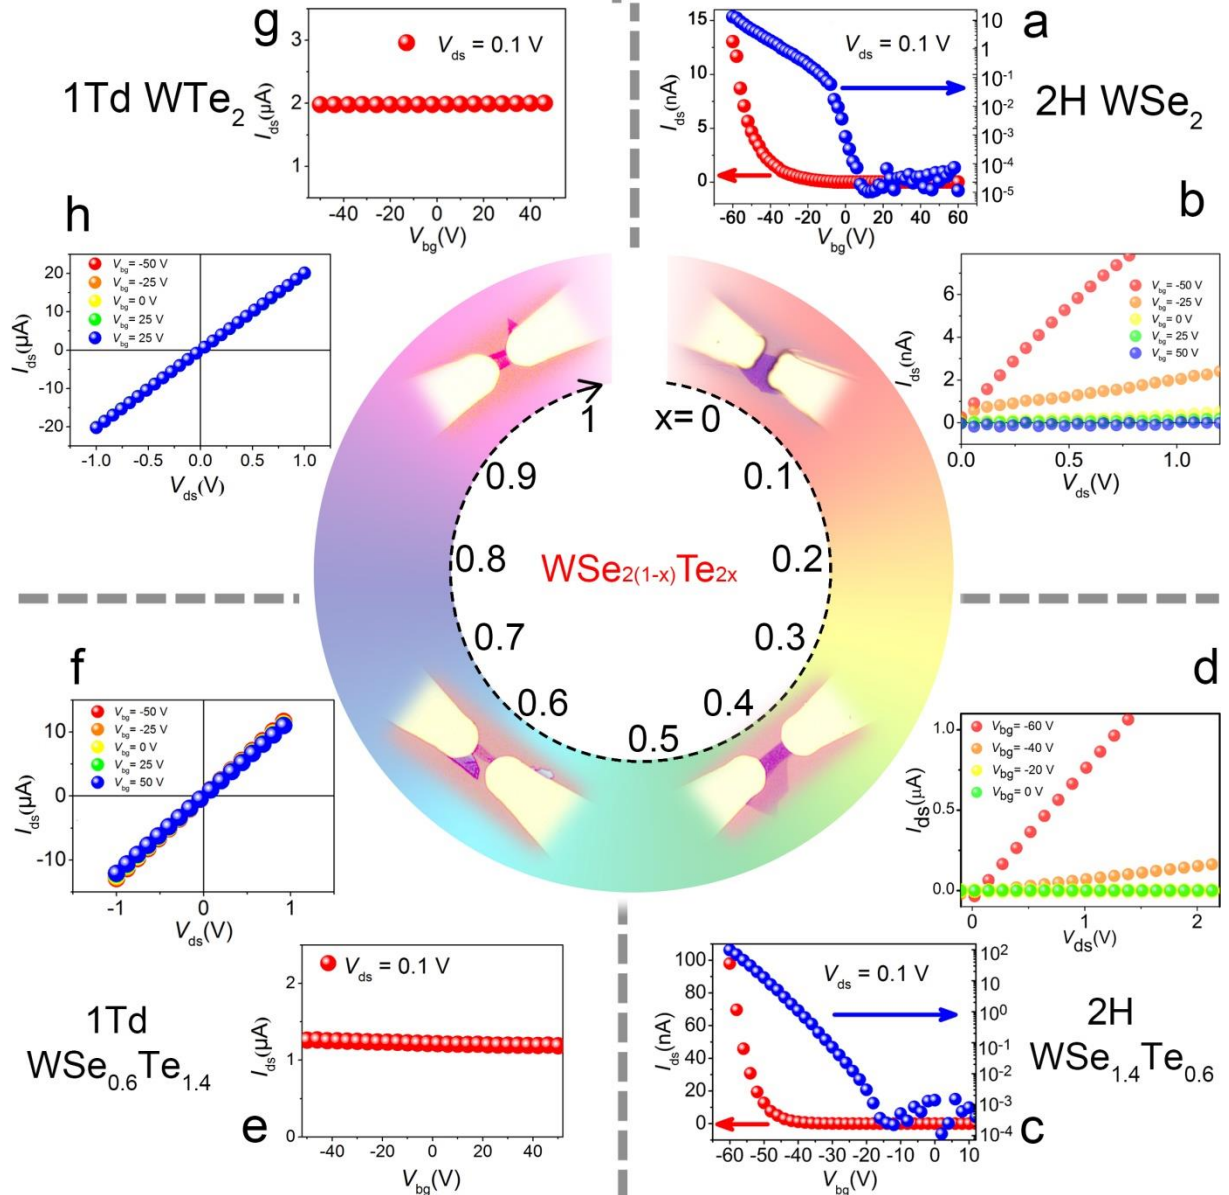 g
3
2
1
V_ds = 0.1 V
I_ds(μA)
-40 -20 0 20 40
V_bg(V)
1Td WTe₂
a
15
10
5
0
V_ds = 0.1 V
I_ds(nA)
10
1
10⁻¹
10⁻²
10⁻³
10⁻⁴
10⁻⁵
-60 -40 -20 0 20 40 60
V_bg(V)
2H WSe₂
h
V_bg= -50 V
V_bg= -25 V
V_bg= 0 V
V_bg= 25 V
V_bg= 25 V
20
10
0
-10
-20
I_ds(μA)
-1.0 -0.5 0.0 0.5 1.0
V_ds(V)
b
V_bg= -50 V
V_bg= -25 V
V_bg= 0 V
V_bg= 25 V
V_bg= 50 V
6
4
2
0
I_ds(nA)
0.0 0.5 1.0
V_ds(V)
x= 0
0.1
0.2
0.3
0.4
0.5
0.6
0.7
0.8
0.9
1
WSe₂₍₁₋ₓ₎Te₂ₓ
f
V_bg= -50 V
V_bg= -25 V
V_bg= 0 V
V_bg= 25 V
V_bg= 50 V
10
0
-10
I_ds(μA)
-1 0 1
V_ds(V)
d
V_bg= -60 V
V_bg= -40 V
V_bg= -20 V
V_bg= 0 V
1.0
0.5
0.0
I_ds(μA)
0 1 2
V_ds(V)
1Td
WSe₀.₆Te₁.₄
e
V_ds = 0.1 V
2
1
0
I_ds(μA)
-40 -20 0 20 40
V_bg(V)
c
V_ds = 0.1 V
100
80
60
40
20
0
I_ds(nA)
10²
10⁰
10⁻¹
10⁻²
10⁻³
10⁻⁴
-60 -50 -40 -30 -20 -10 0 10
V_bg(V)
2H
WSe₁.₄Te₀.₆